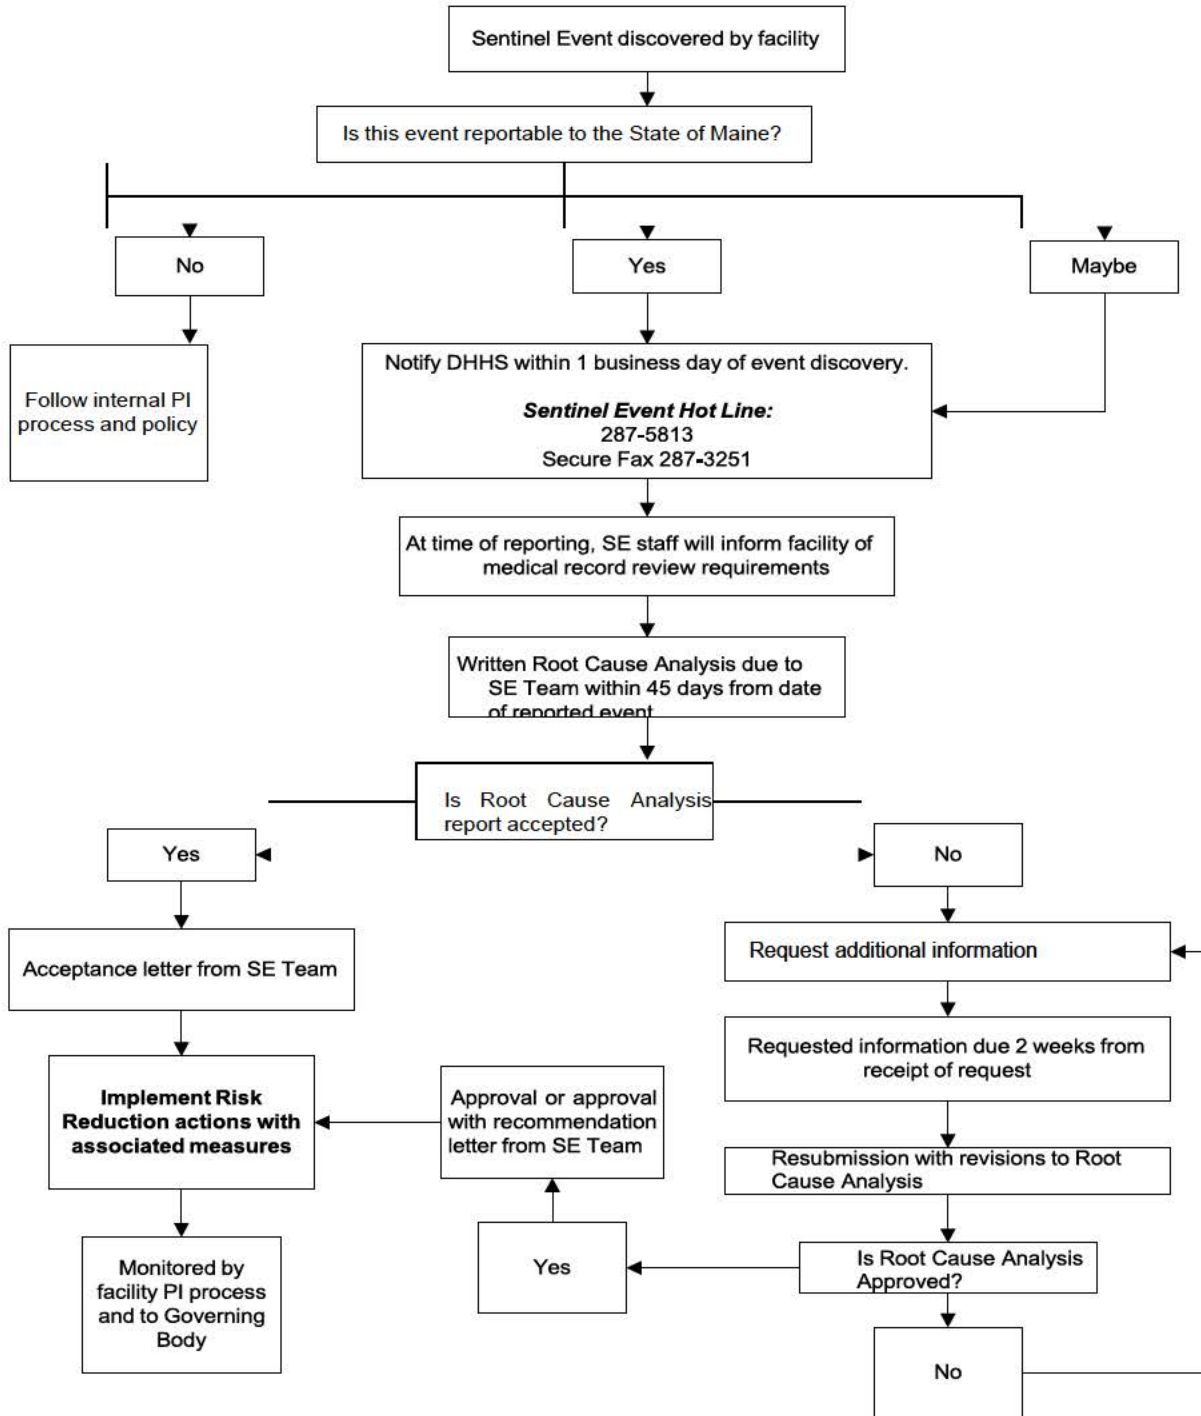 Sentinel Event discovered by facility
Is this event reportable to the State of Maine?
No
Yes
Maybe
Follow internal PI
process and policy
Notify DHHS within 1 business day of event discovery.
Sentinel Event Hot Line:
287-5813
Secure Fax 287-3251
At time of reporting, SE staff will inform facility of
medical record review requirements
Written Root Cause Analysis due to
SE Team within 45 days from date
of reported event
Is Root Cause Analysis
report accepted?
Yes
No
Acceptance letter from SE Team
Request additional information
Requested information due 2 weeks from
receipt of request
Implement Risk
Reduction actions with
associated measures
Approval or approval
with recommendation
letter from SE Team
Resubmission with revisions to Root
Cause Analysis
Monitored by
facility PI process
and to Governing
Body
Yes
Is Root Cause Analysis
Approved?
No